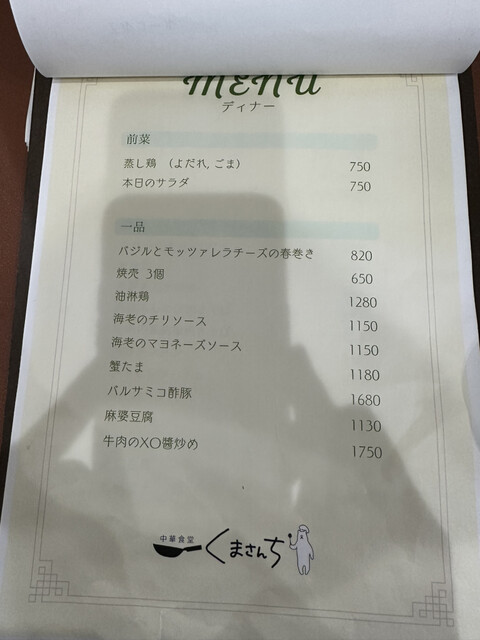 MENU
ディナー
前菜
蒸し鶏 (よだれ, ごま) 750
本日のサラダ 750
一品
バジルとモッツァレラチーズの春巻き 820
焼売 3個 650
油淋鶏 1280
海老のチリソース 1150
海老のマヨネーズソース 1150
蟹たま 1180
バルサミコ酢豚 1680
麻婆豆腐 1130
牛肉のXO醬炒め 1750
中華食堂
くまさんち